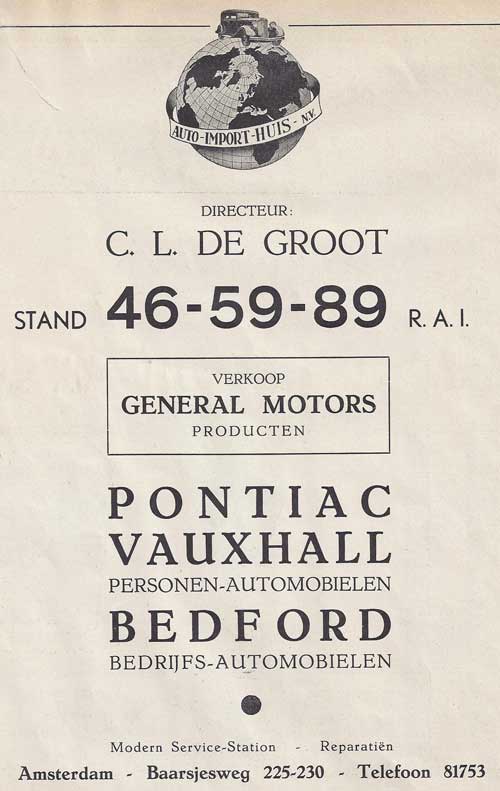 AUTO-IMPORT-HUIS - N.V.
DIRECTEUR:
C. L. DE GROOT
STAND 46-59-89 R. A. I.
VERKOOP
GENERAL MOTORS
PRODUCTEN
PONTIAC
VAUXHALL
PERSONEN-AUTOMOBIELEN
BEDFORD
BEDRIJFS-AUTOMOBIELEN
Modern Service-Station - Reparatiën
Amsterdam - Baarsjesweg 225-230 - Telefoon 81753